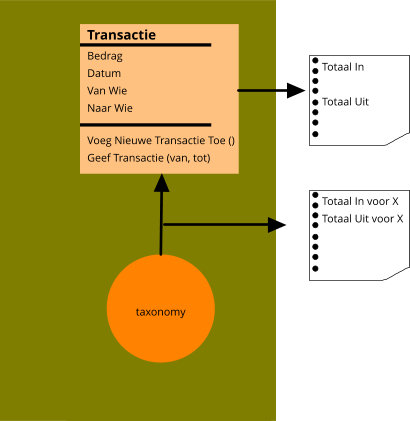 Transactie
Bedrag
Datum
Van Wie
Naar Wie
Voeg Nieuwe Transactie Toe ()
Geef Transactie (van, tot)
Totaal In
Totaal Uit
Totaal In voor X
Totaal Uit voor X
taxonomy